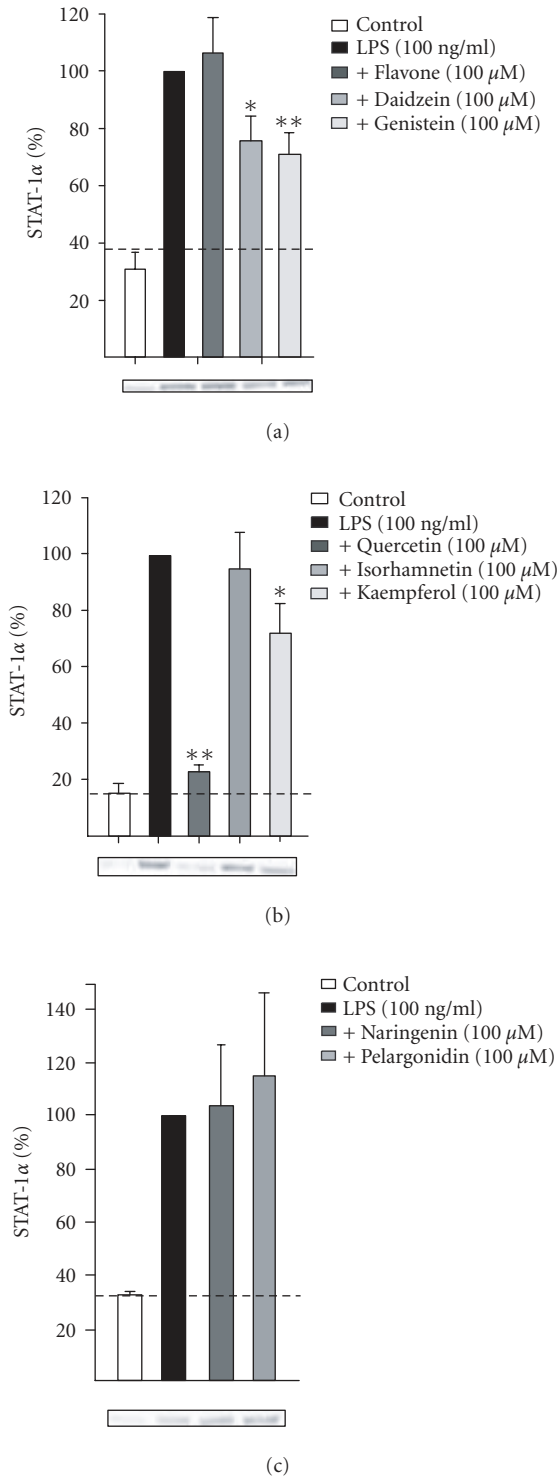 120
100
80
60
40
20
STAT-1α (%)
*
**
Control
LPS (100 ng/ml)
+ Flavone (100 μM)
+ Daidzein (100 μM)
+ Genistein (100 μM)
(a)
120
100
80
60
40
20
STAT-1α (%)
**
*
Control
LPS (100 ng/ml)
+ Quercetin (100 μM)
+ Isorhamnetin (100 μM)
+ Kaempferol (100 μM)
(b)
140
120
100
80
60
40
20
STAT-1α (%)
Control
LPS (100 ng/ml)
+ Naringenin (100 μM)
+ Pelargonidin (100 μM)
(c)